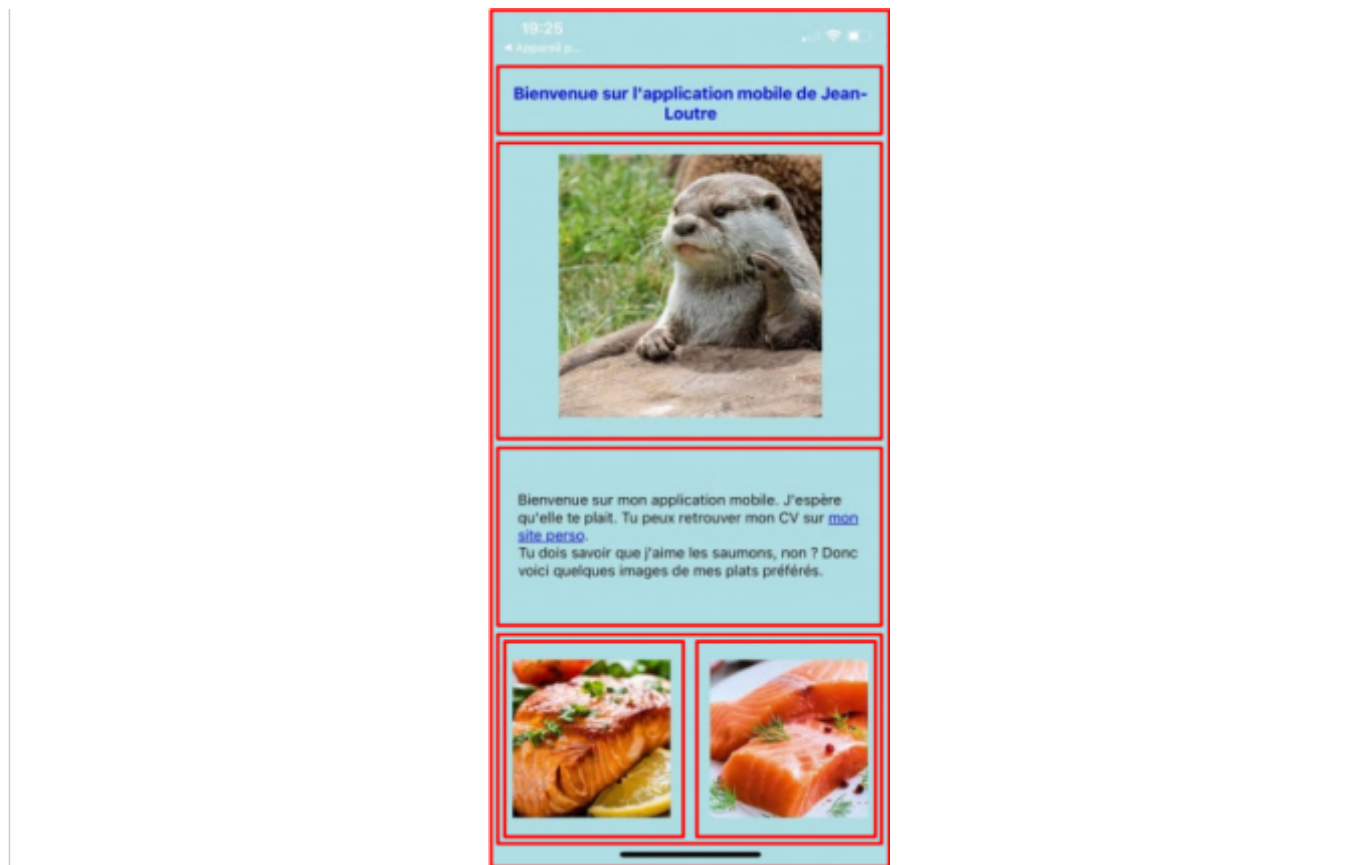 19:25
◀ Appareil p...
Bienvenue sur l'application mobile de Jean-
Loutre
Bienvenue sur mon application mobile. J'espère
qu'elle te plait. Tu peux retrouver mon CV sur mon
site perso.
Tu dois savoir que j'aime les saumons, non ? Donc
voici quelques images de mes plats préférés.